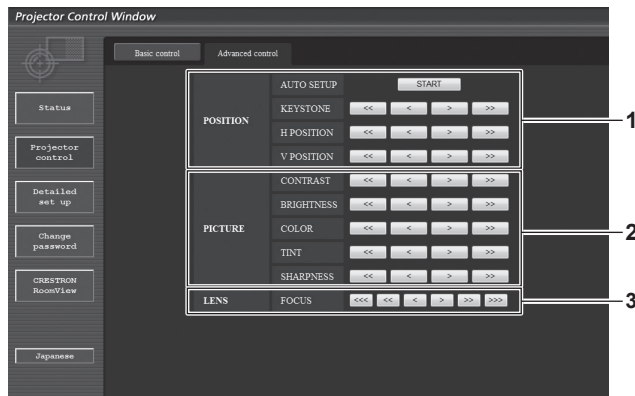 Projector Control Window
Basic control Advanced control
Status
Projector control
Detailed set up
Change password
CRESTRON RoomView
Japanese
POSITION
AUTO SETUP START
KEYSTONE << < > >>
H POSITION << < > >>
V POSITION << < > >>
PICTURE
CONTRAST << < > >>
BRIGHTNESS << < > >>
COLOR << < > >>
TINT << < > >>
SHARPNESS << < > >>
LENS FOCUS <<< << < > >> >>>
1
2
3